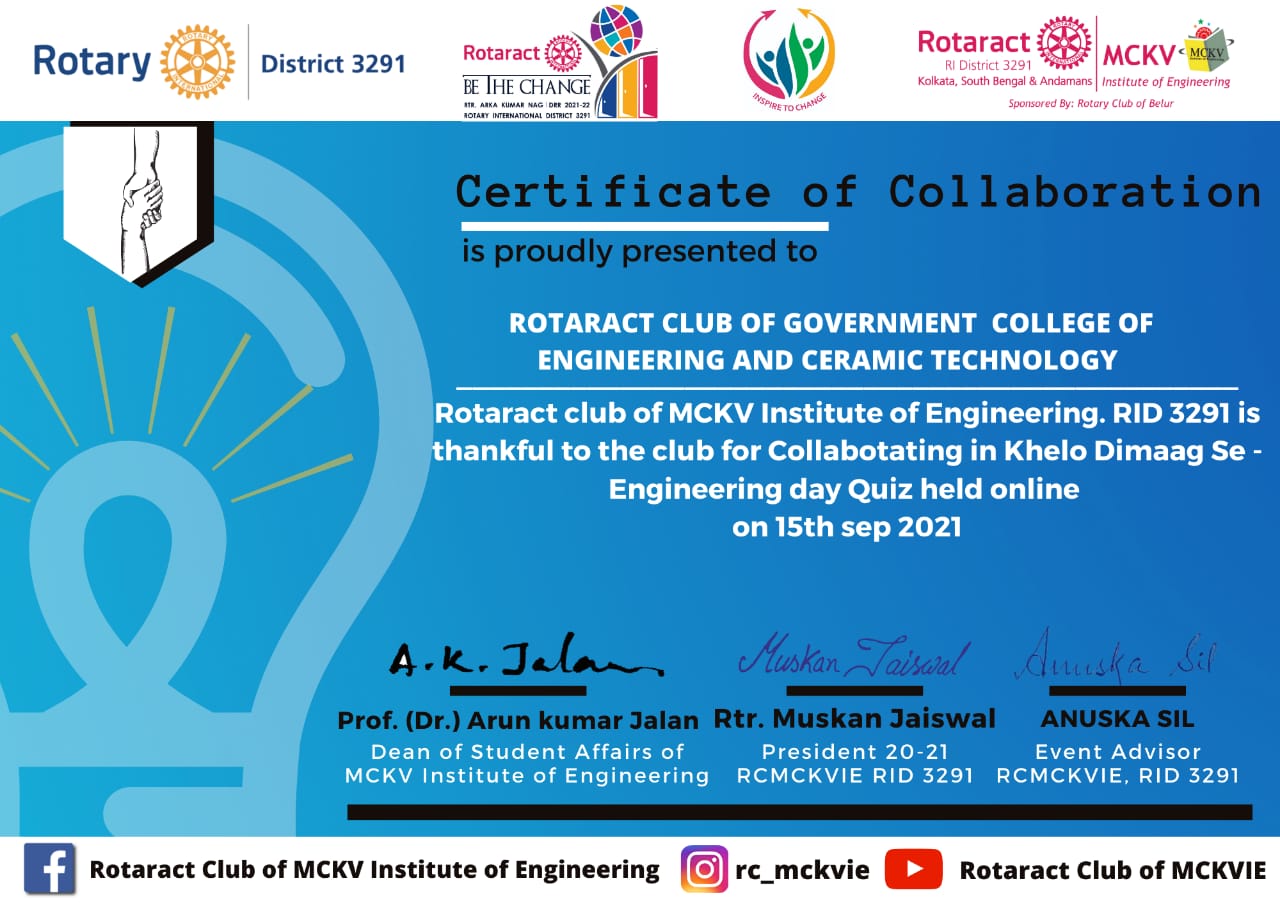 Rotary
ROTARY
INTERNATIONAL
District 3291
Rotaract
BE THE CHANGE
RTR. ARKA KUMAR NAG | DRR 2021-22
ROTARY INTERNATIONAL DISTRICT 3291
INSPIRE TO CHANGE
Rotaract
RI District 3291
Kolkata, South Bengal & Andamans
MCKV
MCKV
Institute of Engineering
Sponsored By: Rotary Club of Belur
Certificate of Collaboration
is proudly presented to
ROTARACT CLUB OF GOVERNMENT COLLEGE OF
ENGINEERING AND CERAMIC TECHNOLOGY
Rotaract club of MCKV Institute of Engineering. RID 3291 is
thankful to the club for Collabotating in Khelo Dimaag Se -
Engineering day Quiz held online
on 15th sep 2021
A.K. Jalan
Muskan Jaiswal
Anuska Sil
Prof. (Dr.) Arun kumar Jalan
Dean of Student Affairs of
MCKV Institute of Engineering
Rtr. Muskan Jaiswal
President 20-21
RCMCKVIE RID 3291
ANUSKA SIL
Event Advisor
RCMCKVIE, RID 3291
Rotaract Club of MCKV Institute of Engineering
rc_mckvie
Rotaract Club of MCKVIE